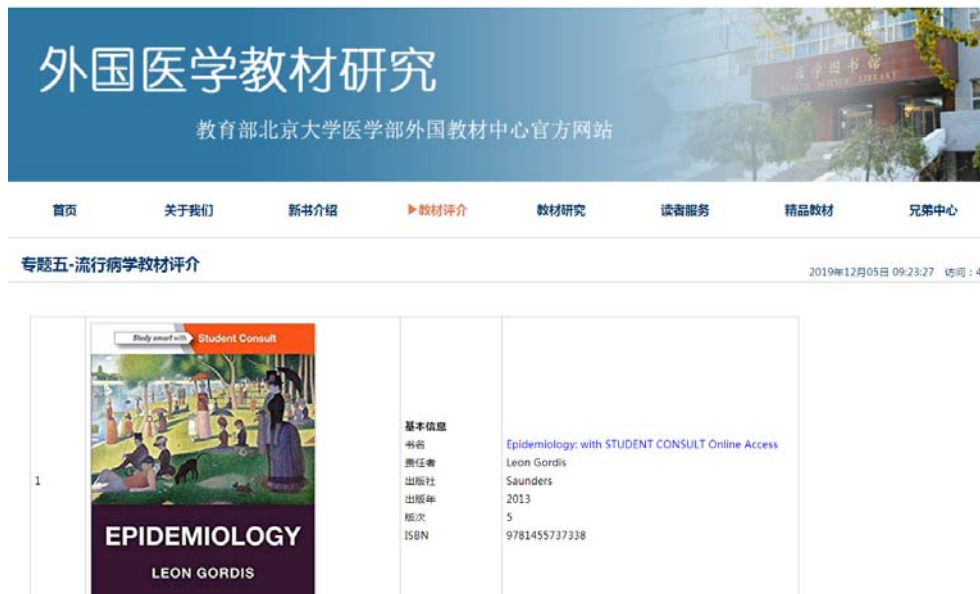 外国医学教材研究
教育部北京大学医学部外国教材中心官方网站
医学图书馆
首页 关于我们 新书介绍 ▶教材评介 教材研究 读者服务 精品教材 兄弟中心
专题五-流行病学教材评介
2019年12月05日 09:23:27 访问：4
Study smart with Student Consult
EPIDEMIOLOGY
LEON GORDIS
1
基本信息
书名 Epidemiology: with STUDENT CONSULT Online Access
责任者 Leon Gordis
出版社 Saunders
出版年 2013
版次 5
ISBN 9781455737338